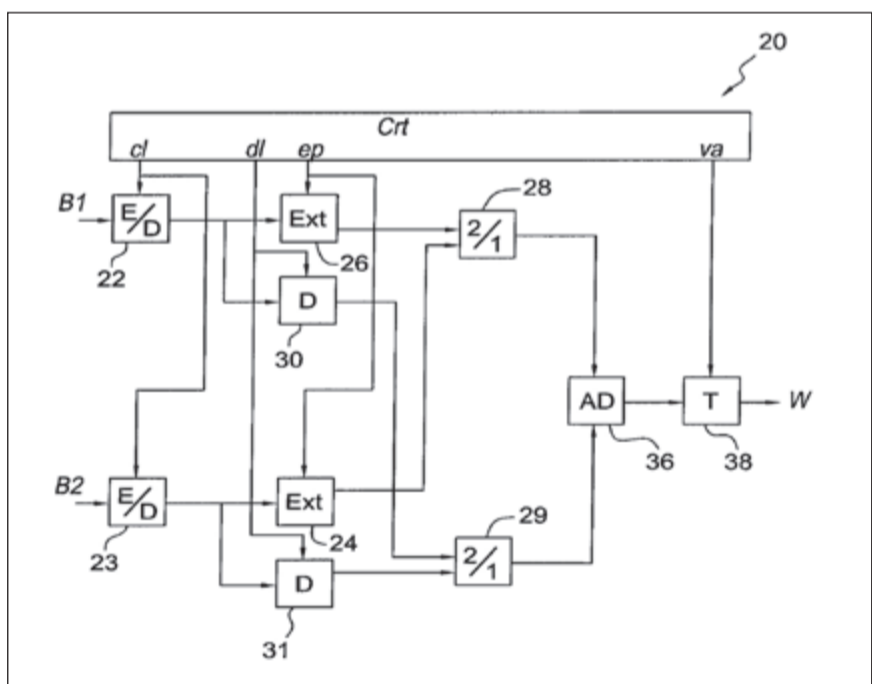 20
Crt
cl dl ep va
B1 E/D Ext 2/1 28
22 26
D
30
AD T W
36 38
B2 E/D Ext 2/1 29
23 24
D
31